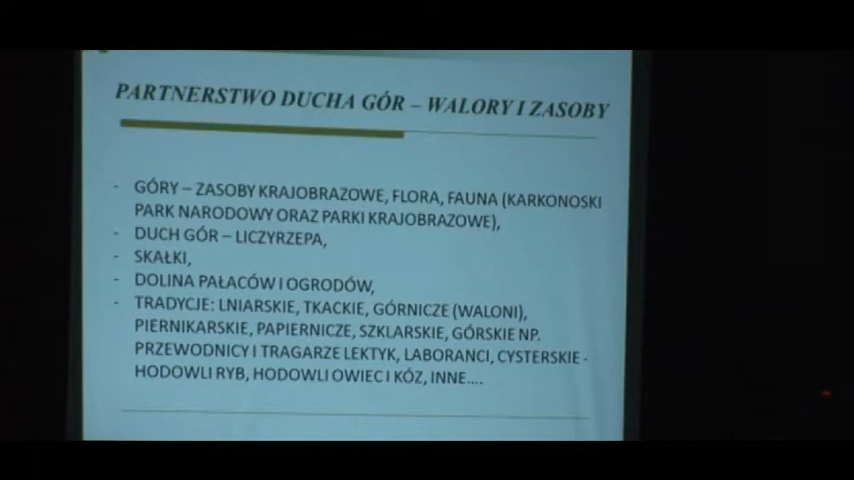 PARTNERSTWO DUCHA GÓR – WALORY I ZASOBY
- GÓRY – ZASOBY KRAJOBRAZOWE, FLORA, FAUNA (KARKONOSKI
PARK NARODOWY ORAZ PARKI KRAJOBRAZOWE),
- DUCH GÓR – LICZYRZEPA,
- SKAŁKI,
- DOLINA PAŁACÓW I OGRODÓW,
- TRADYCJE: LNIARSKIE, TKACKIE, GÓRNICZE (WALONI),
PIERNIKARSKIE, PAPIERNICZE, SZKLARSKIE, GÓRSKIE NP.
PRZEWODNICY I TRAGARZE LEKTYK, LABORANCI, CYSTERSKIE -
HODOWLI RYB, HODOWLI OWIEC I KÓZ, INNE....